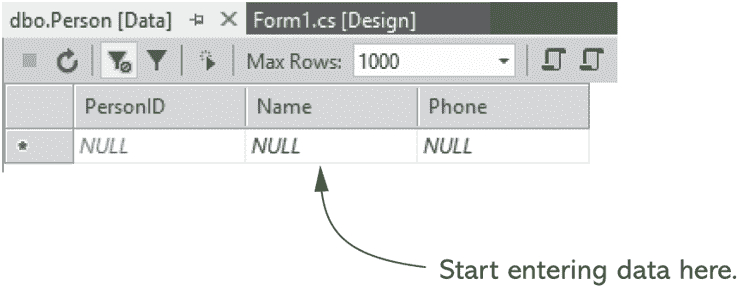 dbo.Person [Data] Form1.cs [Design]
Max Rows: 1000
PersonID Name Phone
* NULL NULL NULL
Start entering data here.